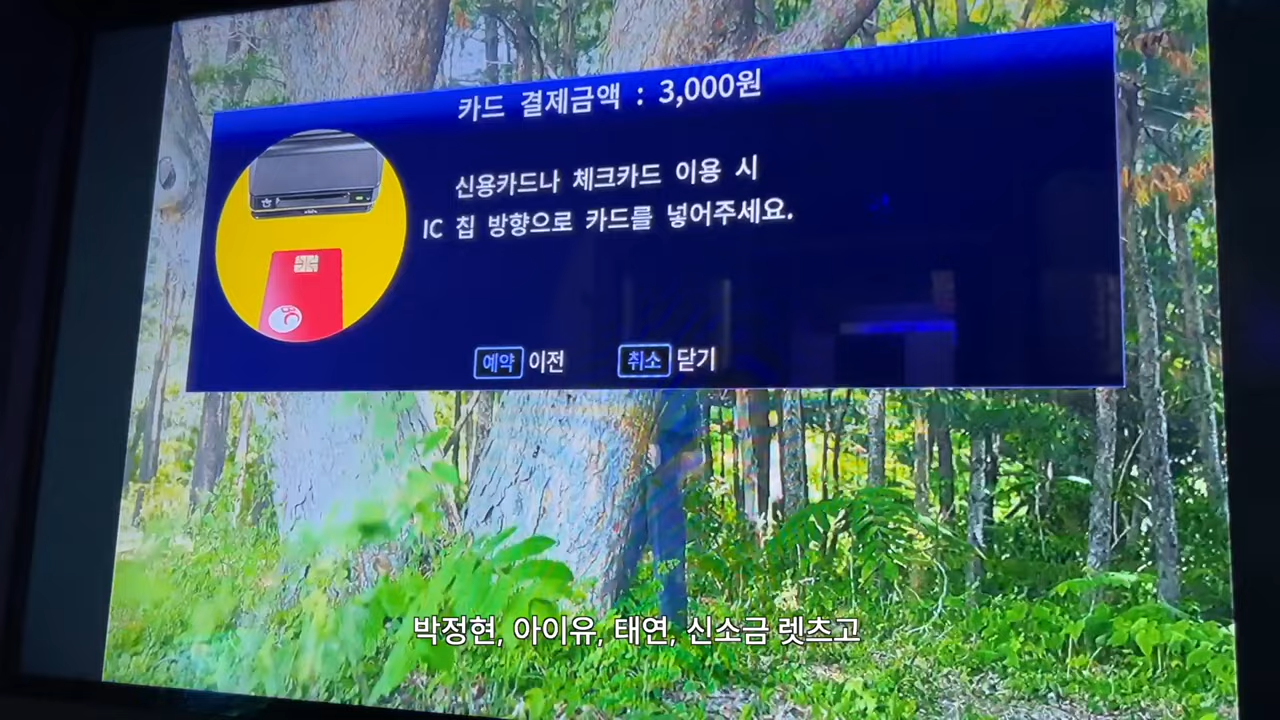 카드 결제금액 : 3,000원
신용카드나 체크카드 이용 시
IC 칩 방향으로 카드를 넣어주세요.
예약 이전 취소 닫기
박정현, 아이유, 태연, 신소금 렛츠고